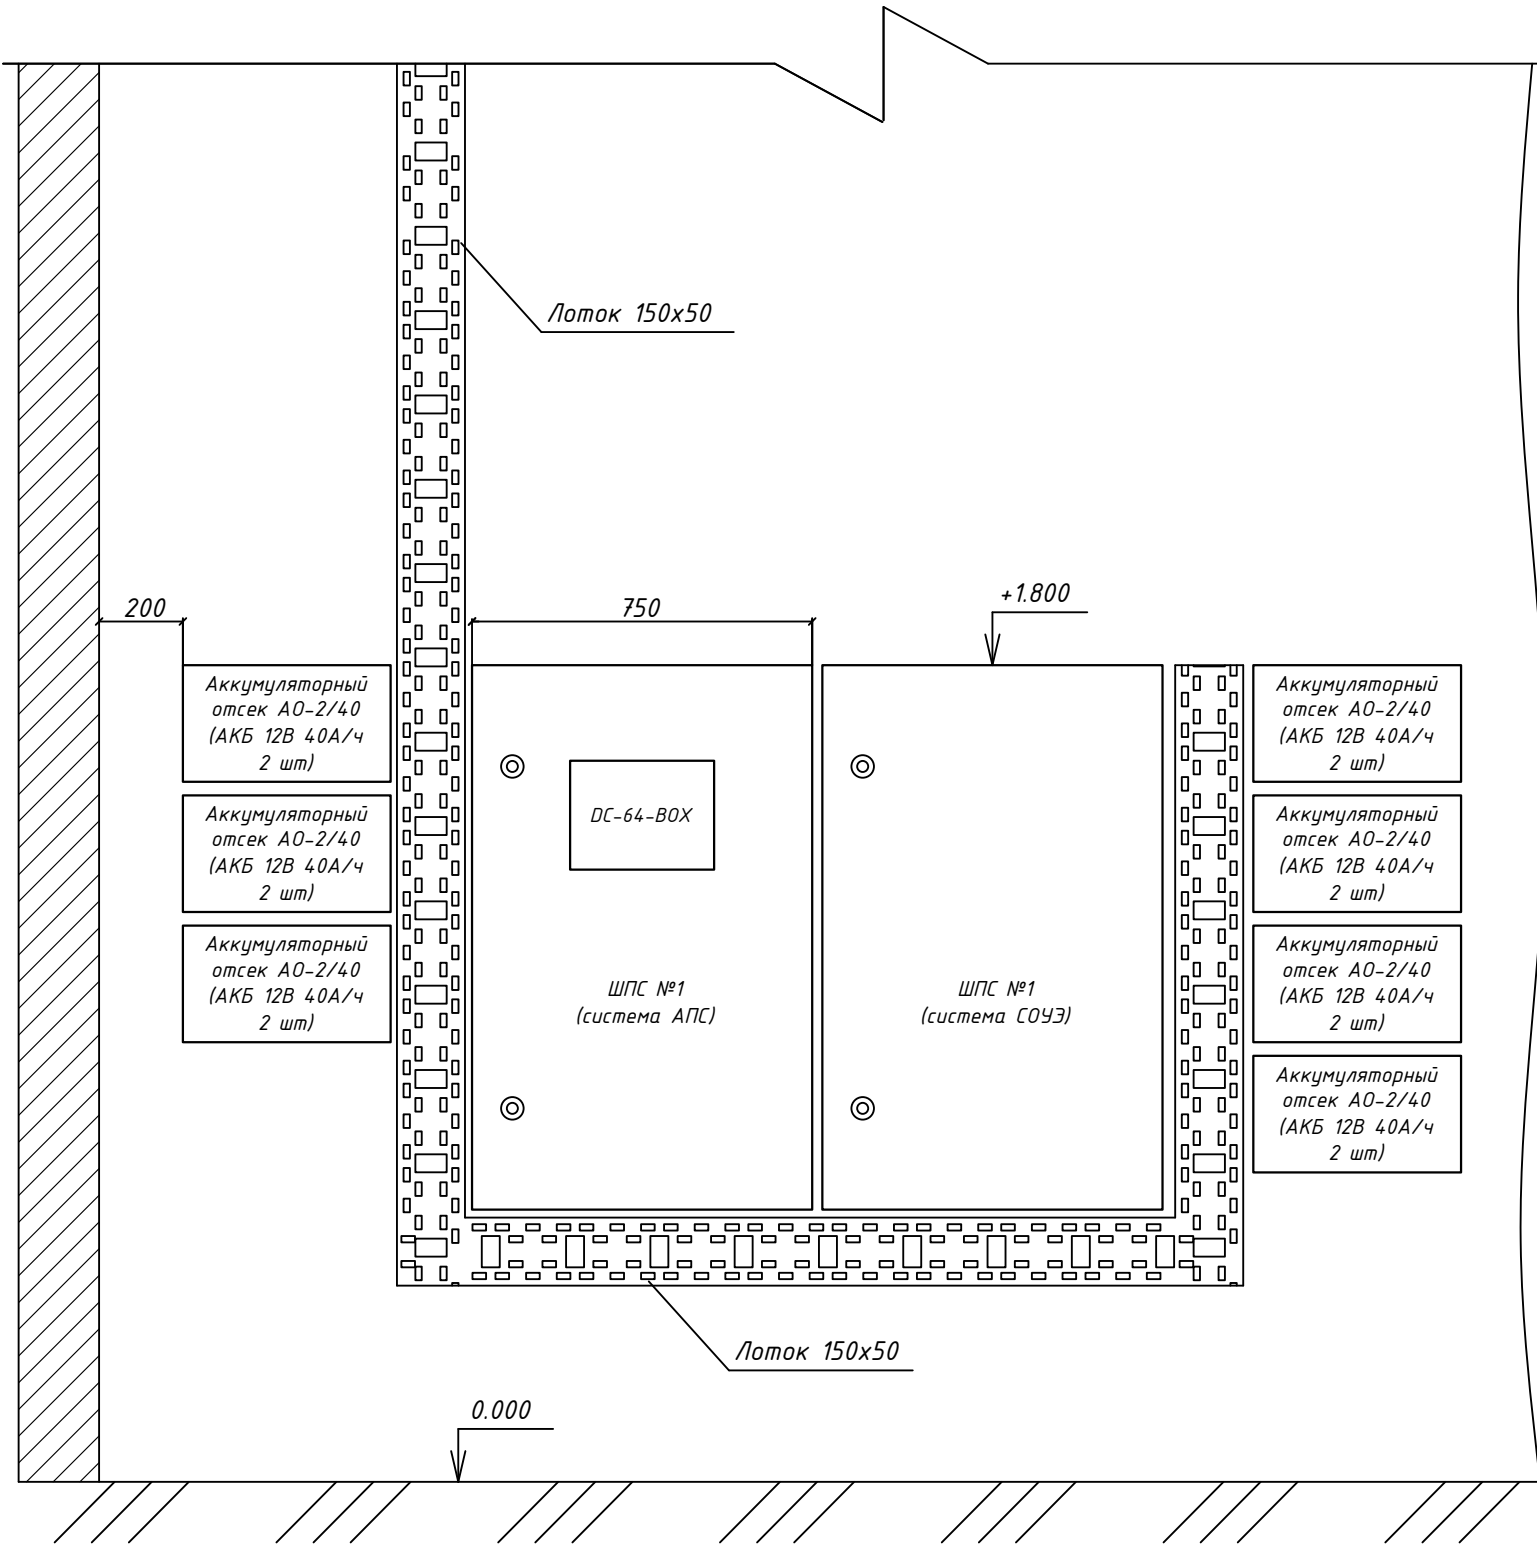 Лоток 150х50
200
750
+1.800
Аккумуляторный
отсек АО-2/40
(АКБ 12В 40А/ч
2 шт)
Аккумуляторный
отсек АО-2/40
(АКБ 12В 40А/ч
2 шт)
Аккумуляторный
отсек АО-2/40
(АКБ 12В 40А/ч
2 шт)
DC-64-BOX
ШПС №1
(система АПС)
ШПС №1
(система СОУЭ)
Аккумуляторный
отсек АО-2/40
(АКБ 12В 40А/ч
2 шт)
Аккумуляторный
отсек АО-2/40
(АКБ 12В 40А/ч
2 шт)
Аккумуляторный
отсек АО-2/40
(АКБ 12В 40А/ч
2 шт)
Аккумуляторный
отсек АО-2/40
(АКБ 12В 40А/ч
2 шт)
Лоток 150х50
0.000